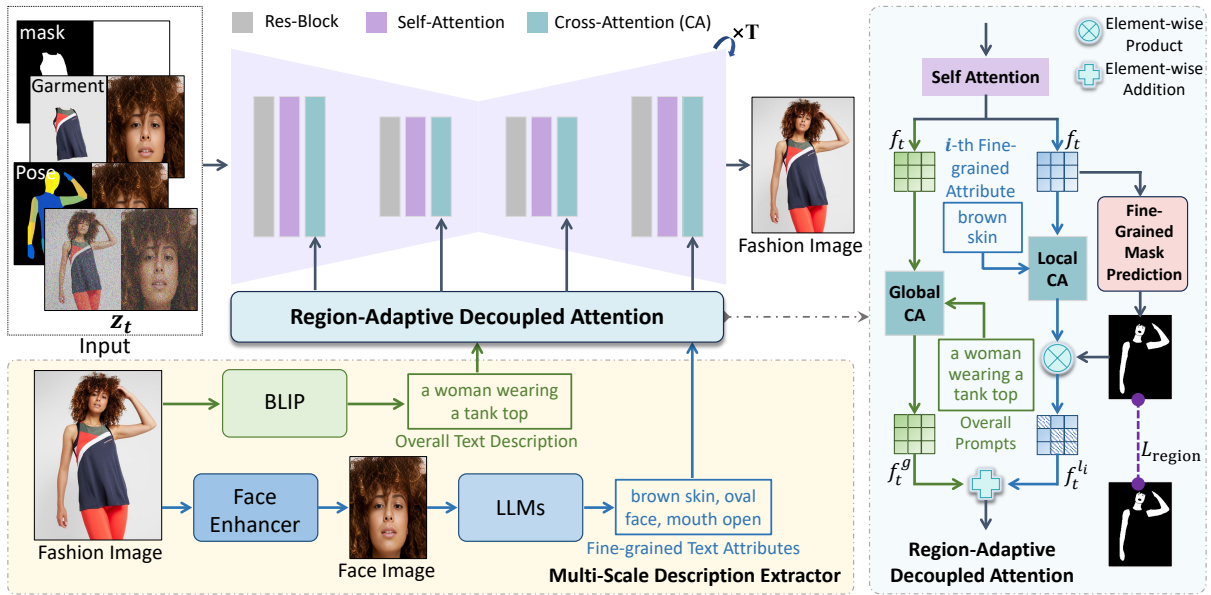 mask
Garment
Pose
z_t
Input
Res-Block
Self-Attention
Cross-Attention (CA)
×T
Fashion Image
Region-Adaptive Decoupled Attention
BLIP
a woman wearing
a tank top
Overall Text Description
Fashion Image
Face
Enhancer
Face Image
LLMs
brown skin, oval
face, mouth open
Fine-grained Text Attributes
Multi-Scale Description Extractor
Element-wise
Product
Element-wise
Addition
Self Attention
f_t
f_t
i-th Fine-
grained
Attribute
brown
skin
Fine-
Grained
Mask
Prediction
Local
CA
Global
CA
a woman
wearing a
tank top
Overall
Prompts
f_t^g
f_t^{l_i}
L_region
Region-Adaptive
Decoupled Attention